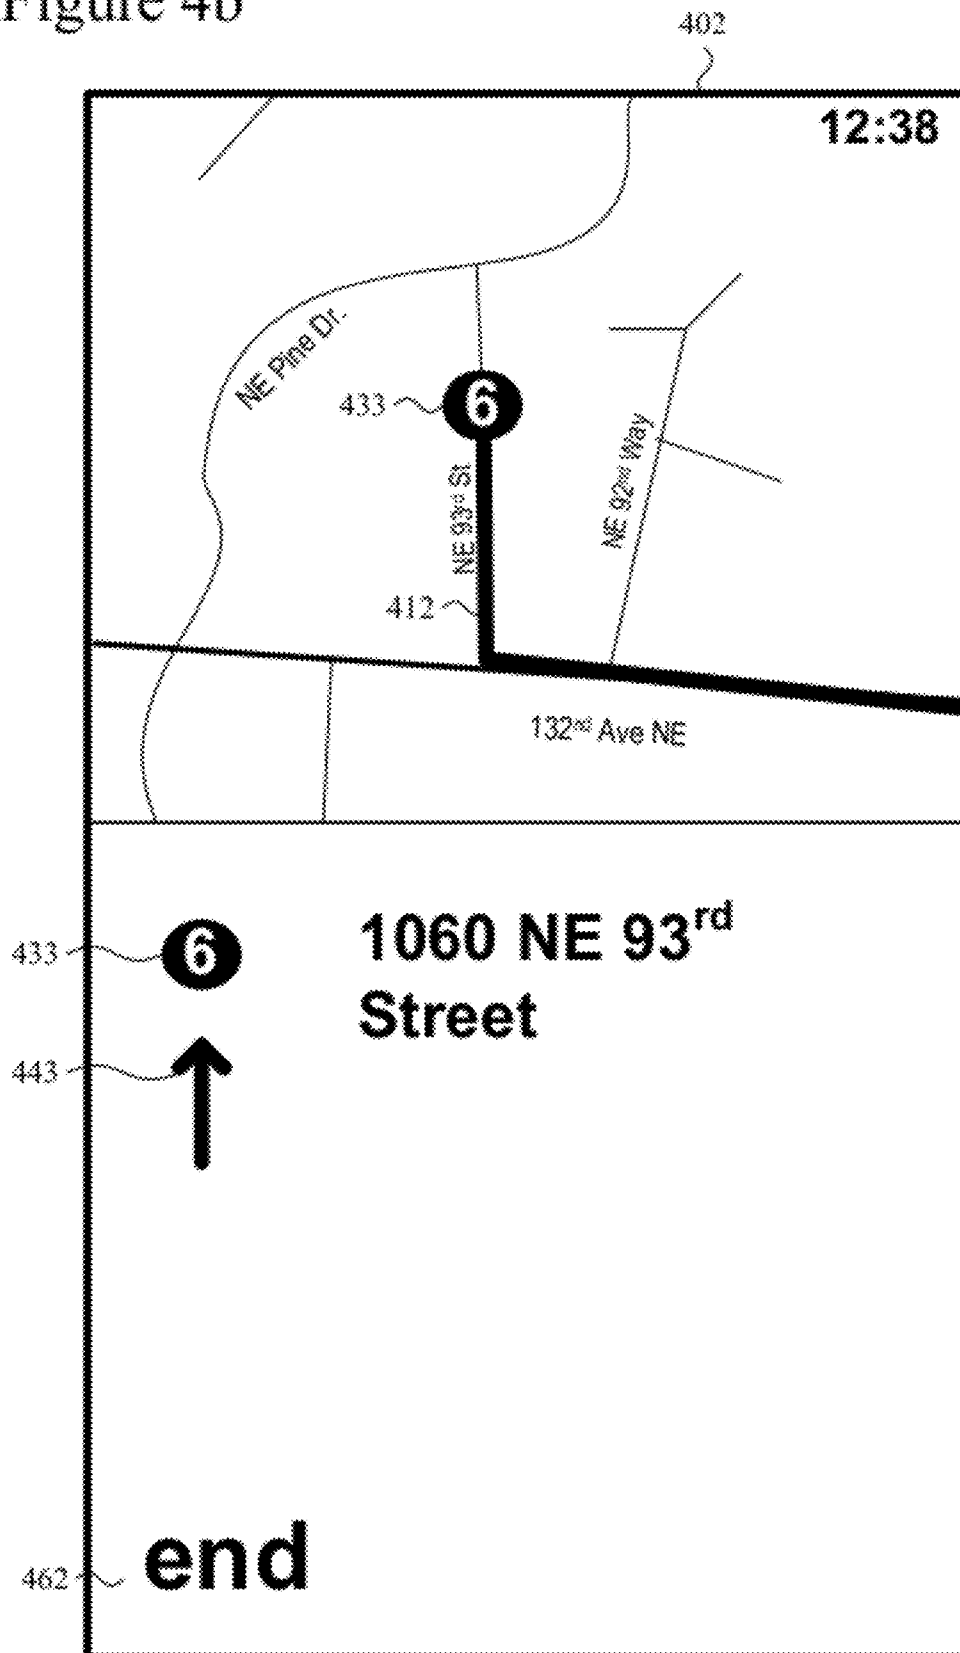 Figure 4b
402
12:38
NE Pine Dr.
433
6
NE 93rd St
NE 92nd Way
412
132nd Ave NE
433
6
1060 NE 93rd
Street
443
462
end